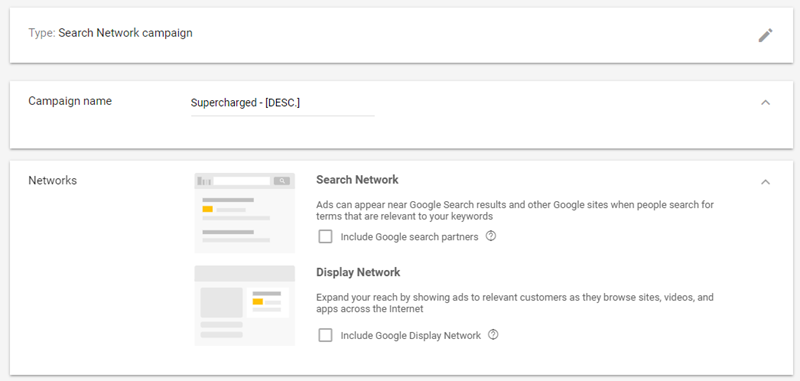 Type: Search Network campaign
Campaign name
Supercharged - [DESC.]
Networks
Search Network
Ads can appear near Google Search results and other Google sites when people search for
terms that are relevant to your keywords
Include Google search partners
Display Network
Expand your reach by showing ads to relevant customers as they browse sites, videos, and
apps across the Internet
Include Google Display Network